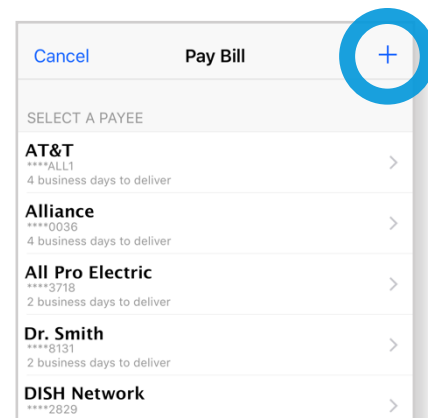 Cancel Pay Bill +
SELECT A PAYEE
AT&T
****ALL1
4 business days to deliver
Alliance
****0036
4 business days to deliver
All Pro Electric
****3718
2 business days to deliver
Dr. Smith
****8131
2 business days to deliver
DISH Network
****2829